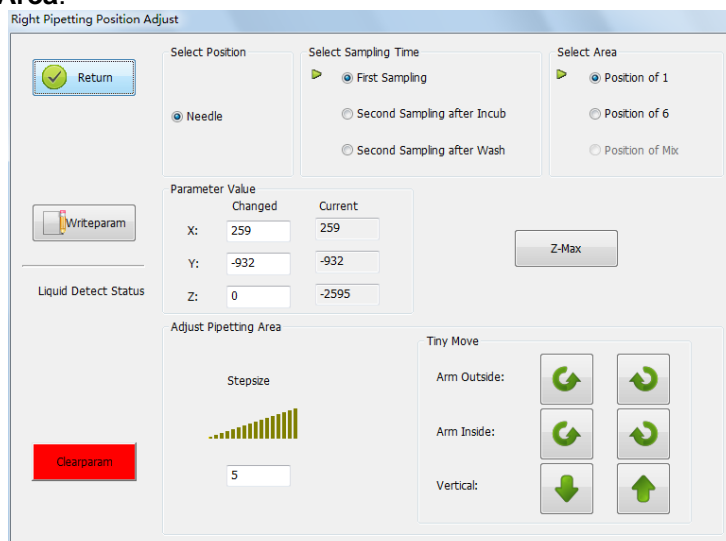 Area.
Right Pipetting Position Adjust
Return
Select Position
Needle
Select Sampling Time
First Sampling
Second Sampling after Incub
Second Sampling after Wash
Select Area
Position of 1
Position of 6
Position of Mix
Writeparam
Liquid Detect Status
Clearparam
Parameter Value
Changed Current
X: 259 259
Y: -932 -932
Z: 0 -2595
Z-Max
Adjust Pipetting Area
Stepsize
5
Tiny Move
Arm Outside:
Arm Inside:
Vertical: